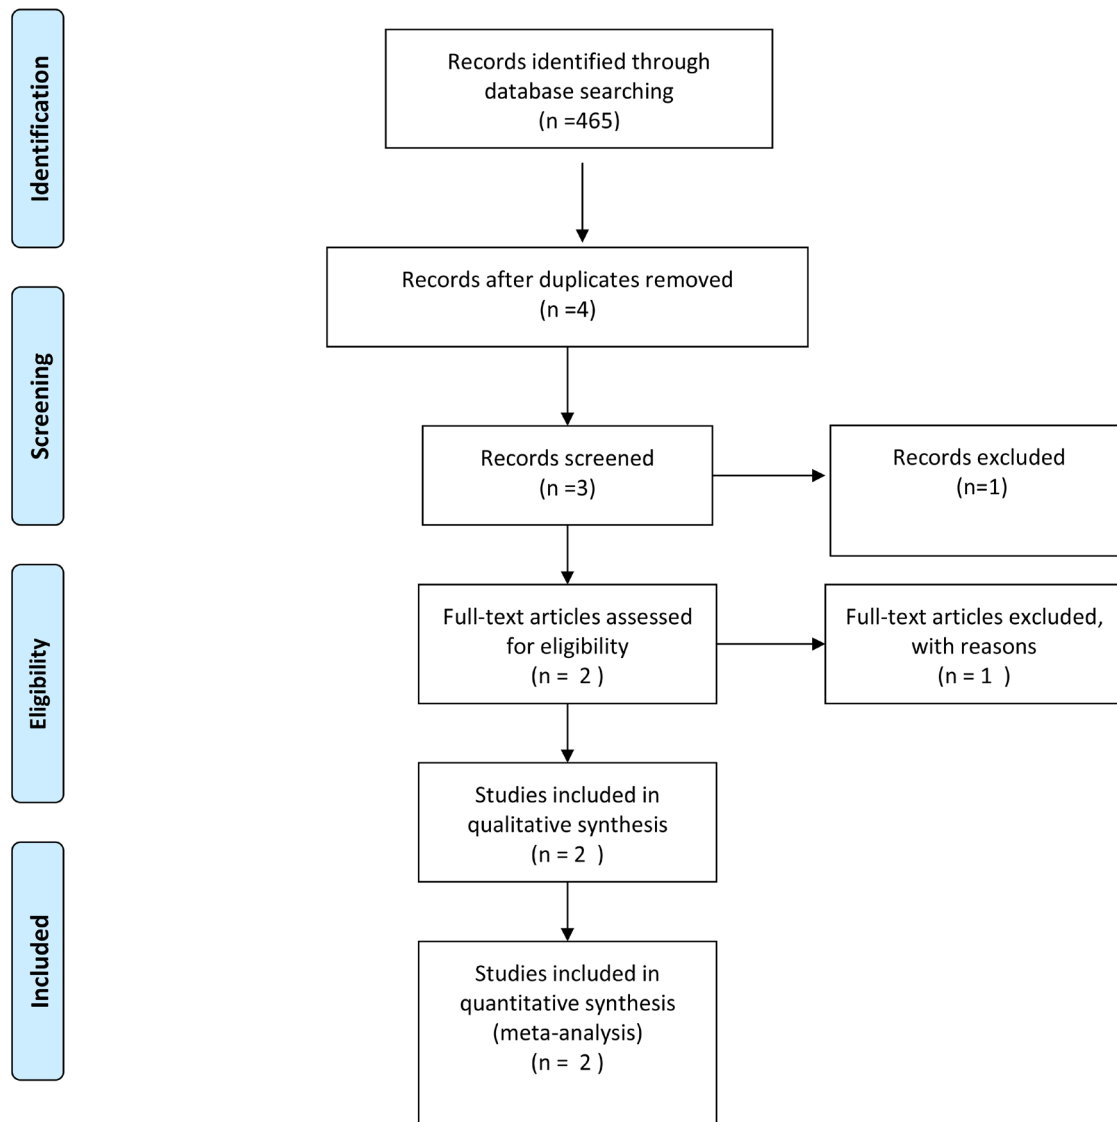 Identification
Records identified through
database searching
(n =465)
Records after duplicates removed
(n =4)
Screening
Records screened
(n =3)
Records excluded
(n=1)
Eligibility
Full-text articles assessed
for eligibility
(n =  2 )
Full-text articles excluded,
with reasons
(n = 1  )
Studies included in
qualitative synthesis
(n = 2  )
Included
Studies included in
quantitative synthesis
(meta-analysis)
(n =  2 )